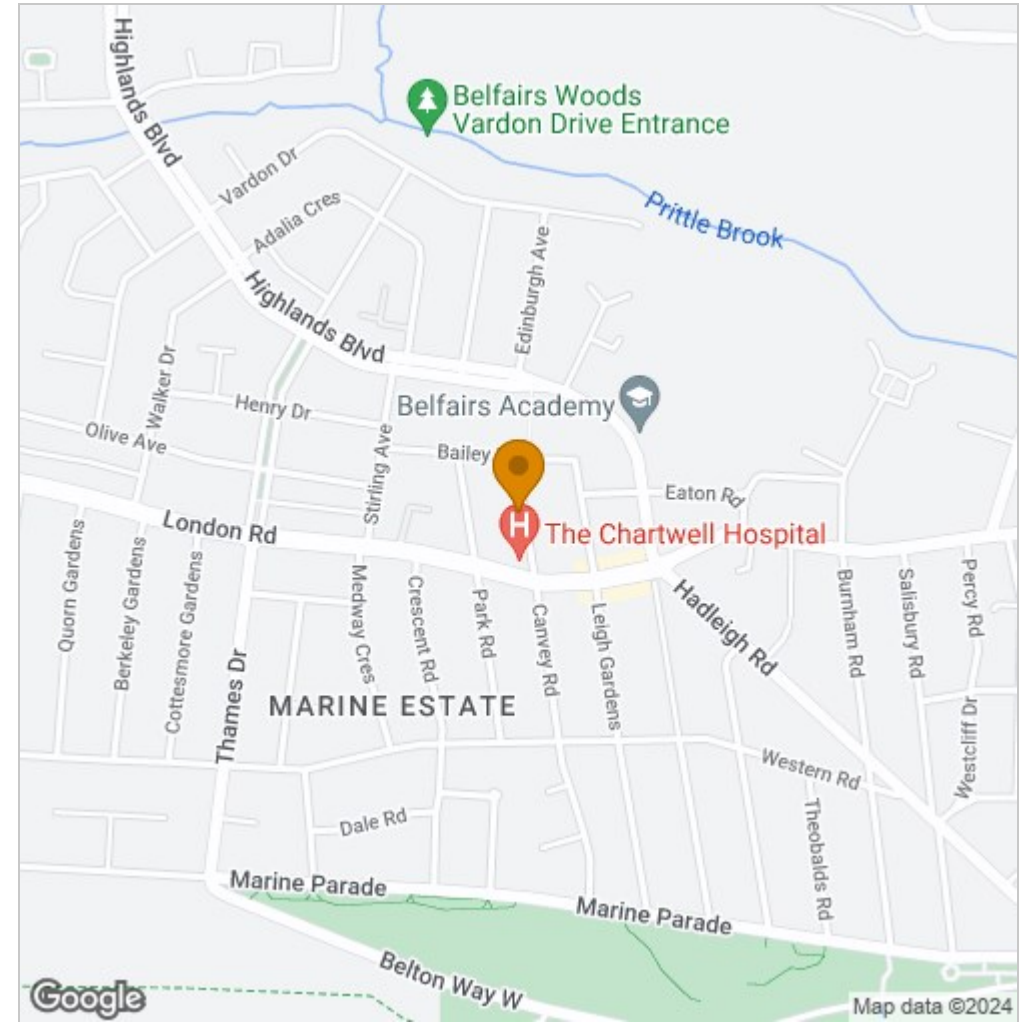 Highlands Blvd
Belfairs Woods
Vardon Drive Entrance
Vardon Dr
Adalia Cres
Prittle Brook
Edinburgh Ave
Highlands Blvd
Walker Dr
Henry Dr
Belfairs Academy
Olive Ave
Stirling Ave
Bailey
Eaton Rd
London Rd
H
The Chartwell Hospital
Quorn Gardens
Berkeley Gardens
Cottesmore Gardens
Thames Dr
Medway Cres
Crescent Rd
Park Rd
Canvey Rd
Leigh Gardens
Hadleigh Rd
Burnham Rd
Salisbury Rd
Percy Rd
MARINE ESTATE
Westcliff Dr
Western Rd
Theobalds Rd
Dale Rd
Marine Parade
Marine Parade
Belton Way W
Google
Map data ©2024